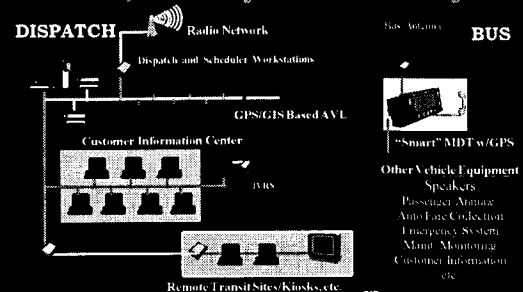 DISPATCH
Radio Network
Dispatch and Scheduler Workstations
GPS/GIS Based AVL
Customer Information Center
IVRS
Remote Transit Sites/Kiosks, etc.
Bus Antenna
BUS
"Smart" MDT w/GPS
Other Vehicle Equipment
Speakers
Passenger
Auto Fare Collection
Emergency System
Maint. Monitoring
Customer Information
etc